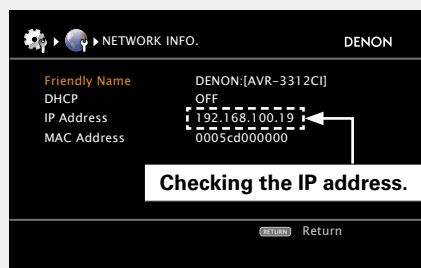 NETWORK INFO. DENON
Friendly Name DENON:[AVR-3312CI]
DHCP OFF
IP Address 192.168.100.19
MAC Address 0005cd000000
Checking the IP address.
RETURN Return